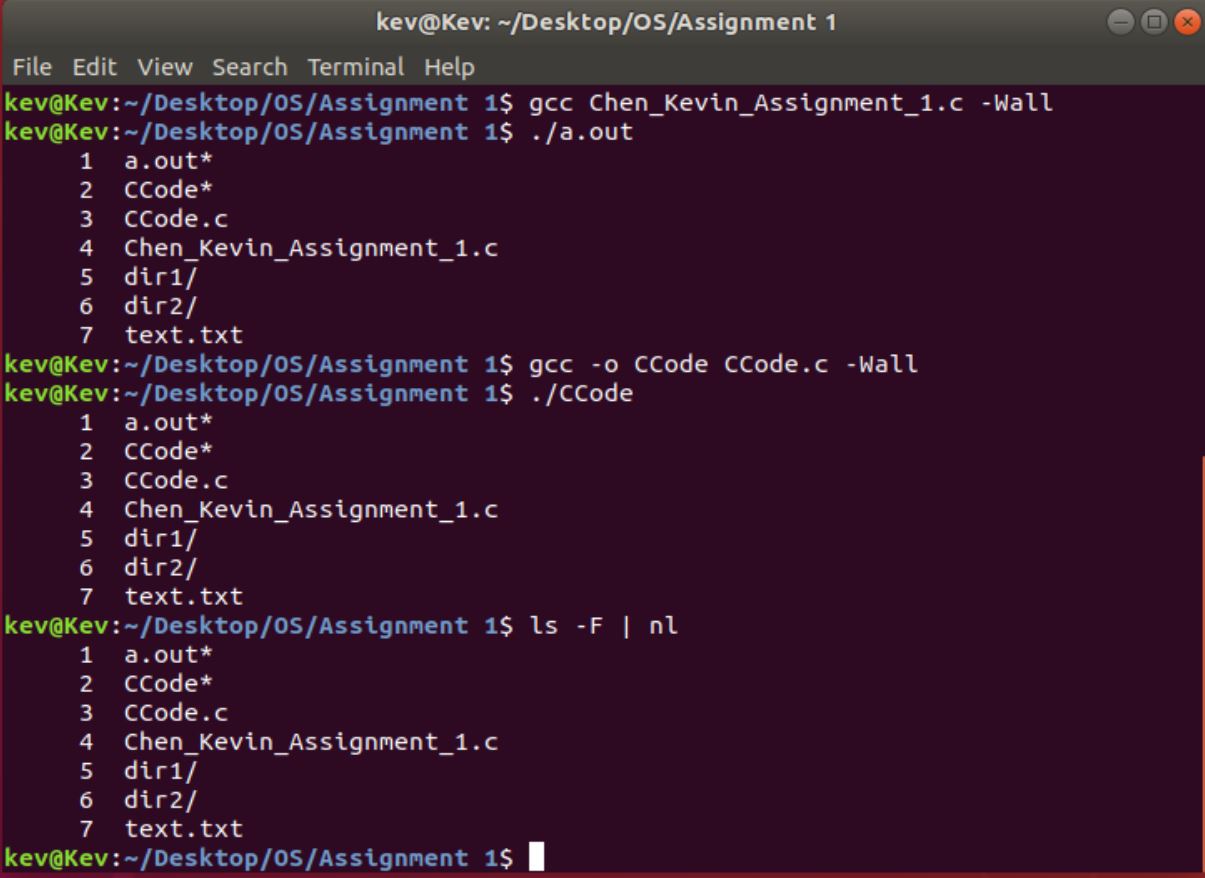 kev@Kev: ~/Desktop/OS/Assignment 1
File Edit View Search Terminal Help
kev@Kev:~/Desktop/OS/Assignment 1$ gcc Chen_Kevin_Assignment_1.c -Wall
kev@Kev:~/Desktop/OS/Assignment 1$ ./a.out
1 a.out*
2 CCode*
3 CCode.c
4 Chen_Kevin_Assignment_1.c
5 dir1/
6 dir2/
7 text.txt
kev@Kev:~/Desktop/OS/Assignment 1$ gcc -o CCode CCode.c -Wall
kev@Kev:~/Desktop/OS/Assignment 1$ ./CCode
1 a.out*
2 CCode*
3 CCode.c
4 Chen_Kevin_Assignment_1.c
5 dir1/
6 dir2/
7 text.txt
kev@Kev:~/Desktop/OS/Assignment 1$ ls -F | nl
1 a.out*
2 CCode*
3 CCode.c
4 Chen_Kevin_Assignment_1.c
5 dir1/
6 dir2/
7 text.txt
kev@Kev:~/Desktop/OS/Assignment 1$